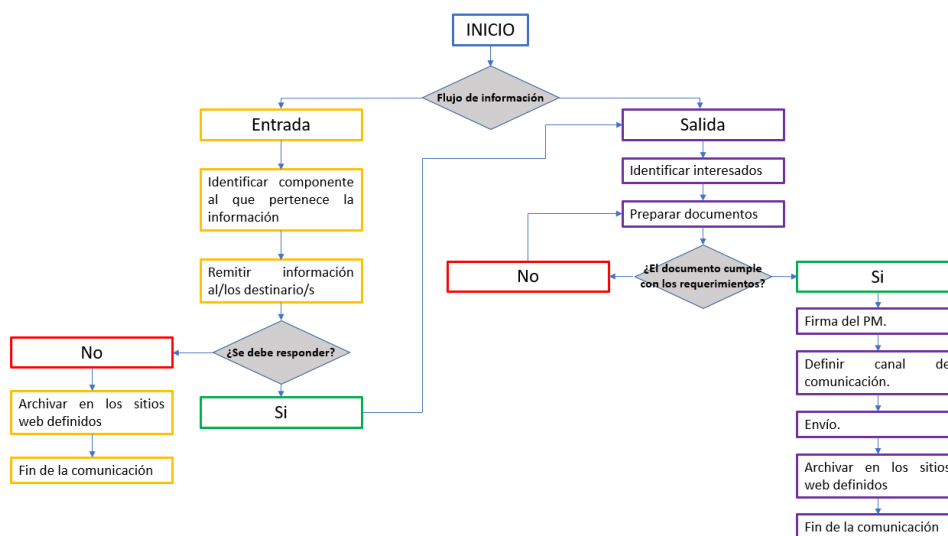 INICIO
Flujo de información
Entrada
Salida
Identificar componente
al que pertenece la
información
Identificar interesados
Preparar documentos
Remitir información
al/los destinario/s
¿El documento cumple
con los requerimientos?
No
Si
¿Se debe responder?
No
Si
Firma del PM.
Definir canal de
comunicación.
Archivar en los sitios
web definidos
Envío.
Fin de la comunicación
Archivar en los sitios
web definidos
Fin de la comunicación